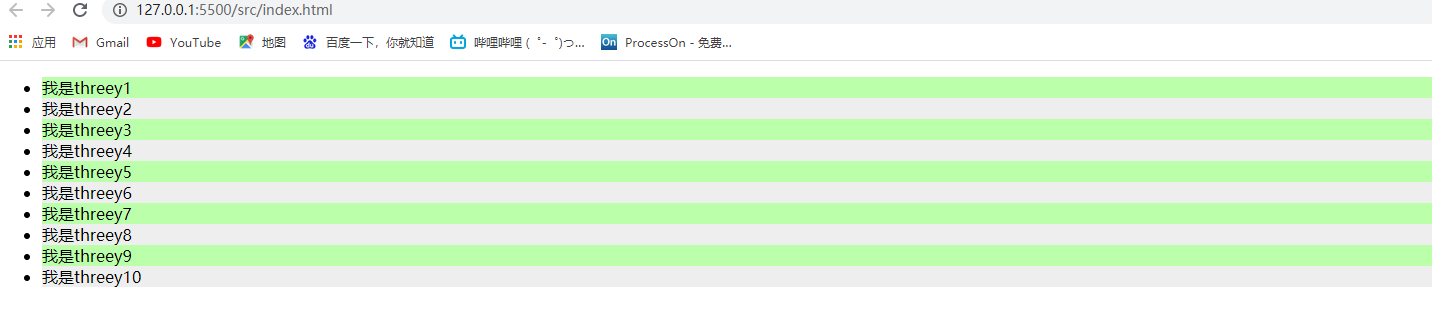 127.0.0.1:5500/src/index.html
应用 Gmail YouTube 地图 百度一下，你就知道 哔哩哔哩 (゜-゜)つ... On ProcessOn - 免费...
我是threey1
我是threey2
我是threey3
我是threey4
我是threey5
我是threey6
我是threey7
我是threey8
我是threey9
我是threey10